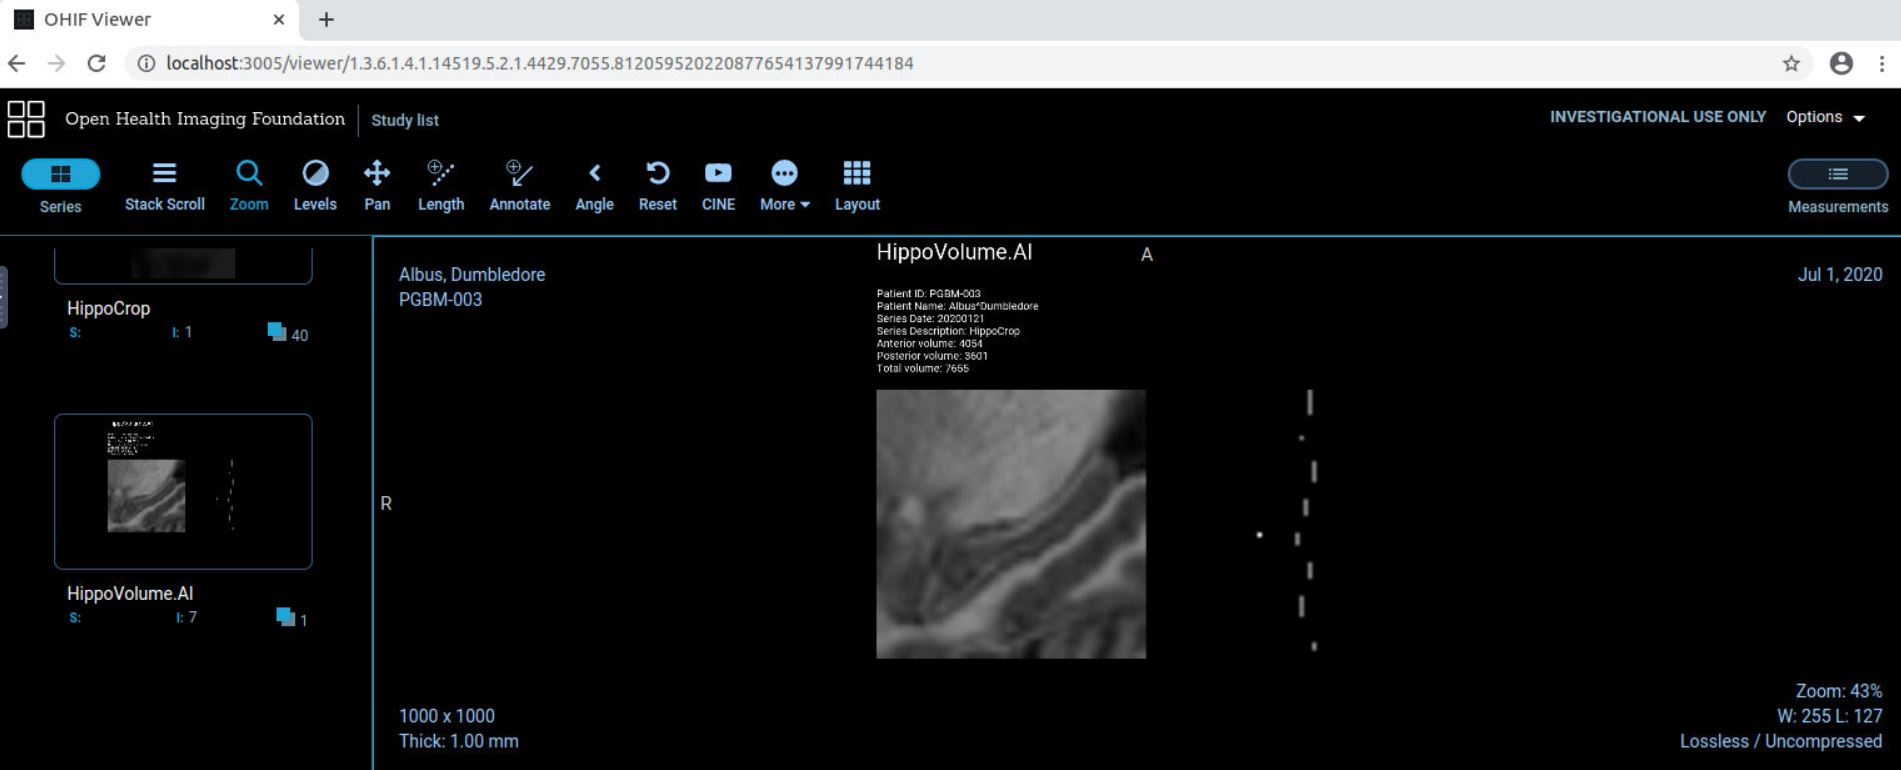 OHIF Viewer
localhost:3005/viewer/1.3.6.1.4.1.14519.5.2.1.4429.7055.812059520220877654137991744184
Open Health Imaging Foundation
Study list
INVESTIGATIONAL USE ONLY
Options
Series
Stack Scroll
Zoom
Levels
Pan
Length
Annotate
Angle
Reset
CINE
More
Layout
Measurements
HippoCrop
S: I: 1 40
HippoVolume.AI
S: I: 7 1
Albus, Dumbledore
PGBM-003
HippoVolume.AI
A
Jul 1, 2020
Patient ID: PGBM-003
Patient Name: Albus^Dumbledore
Series Date: 20200121
Series Description: HippoCrop
Anterior volume: 4054
Posterior volume: 3601
Total volume: 7655
R
1000 x 1000
Thick: 1.00 mm
Zoom: 43%
W: 255 L: 127
Lossless / Uncompressed